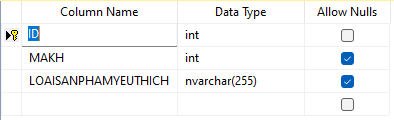 Column Name Data Type Allow Nulls
ID int
MAKH int
LOAISANPHAMYEUTHICH nvarchar(255)